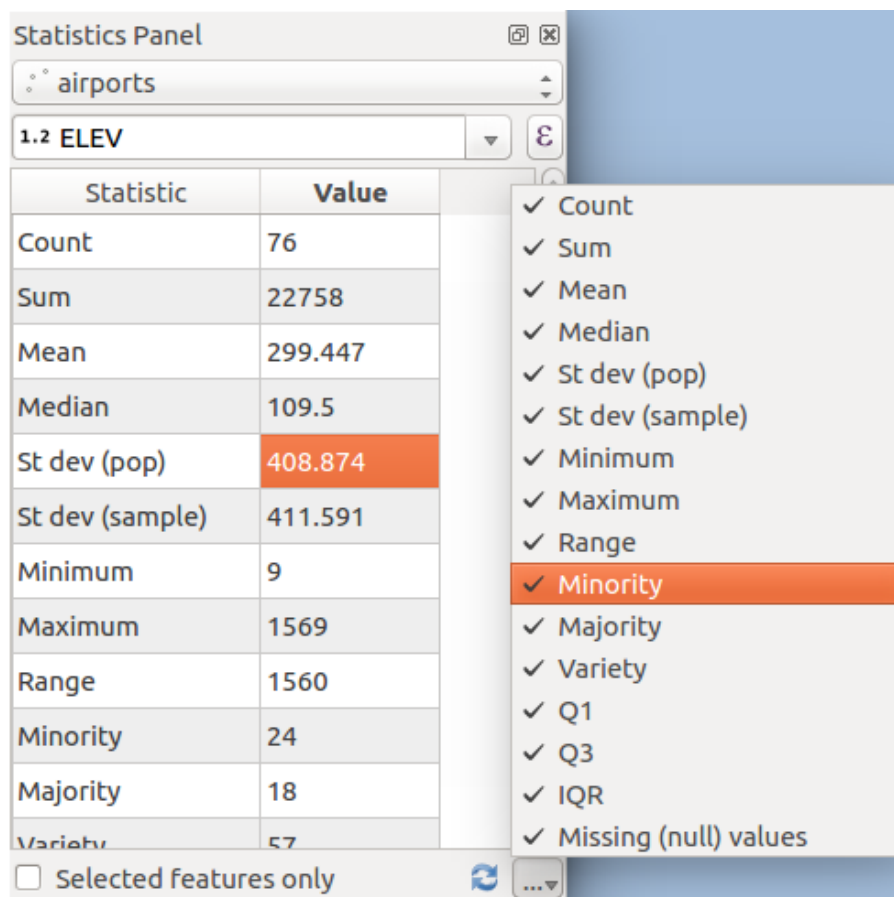 Statistics Panel
airports
1.2 ELEV ε
Statistic Value
Count 76
Sum 22758
Mean 299.447
Median 109.5
St dev (pop) 408.874
St dev (sample) 411.591
Minimum 9
Maximum 1569
Range 1560
Minority 24
Majority 18
Variety 57
Selected features only
...
Count
Sum
Mean
Median
St dev (pop)
St dev (sample)
Minimum
Maximum
Range
Minority
Majority
Variety
Q1
Q3
IQR
Missing (null) values